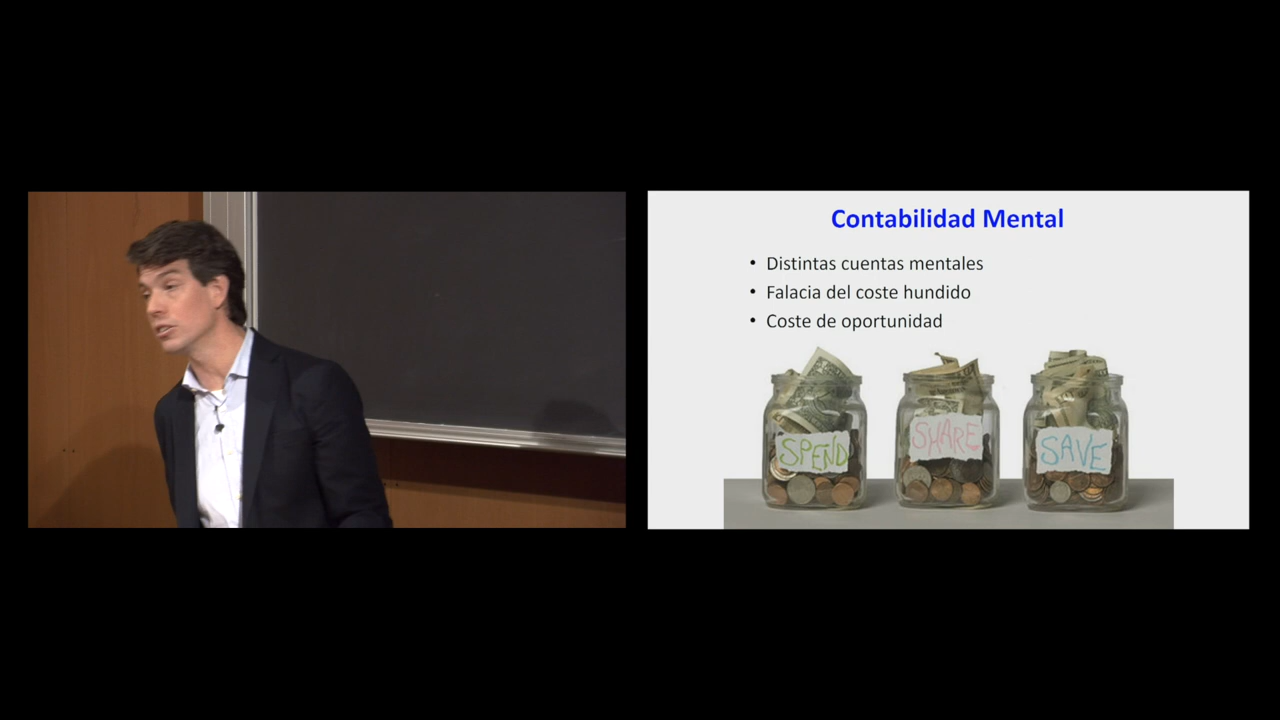 Contabilidad Mental
• Distintas cuentas mentales
• Falacia del coste hundido
• Coste de oportunidad
SPEND
SHARE
SAVE